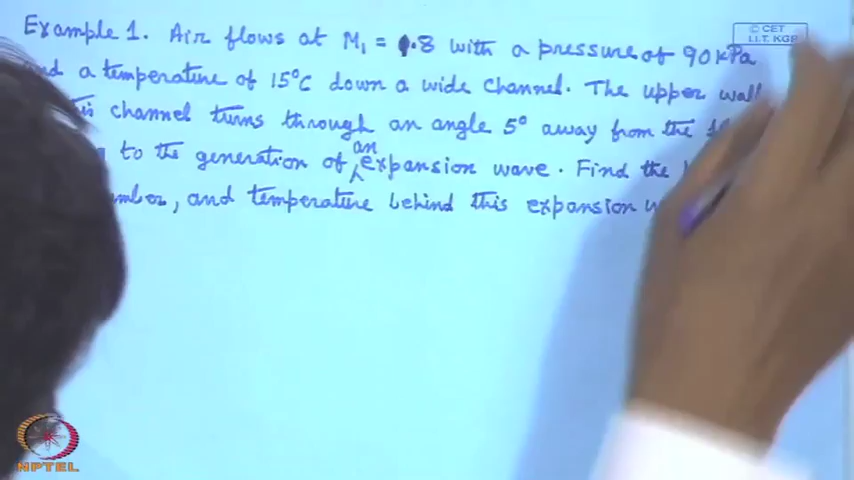 Example 1. Air flows at M₁ = 1.8 with a pressure of 90 kPa
a temperature of 15°C down a wide channel. The upper wall
channel turns through an angle 5° away from the
to the generation of an expansion wave. Find the
and temperature behind this expansion
© CET
I.I.T. KGP
NPTEL